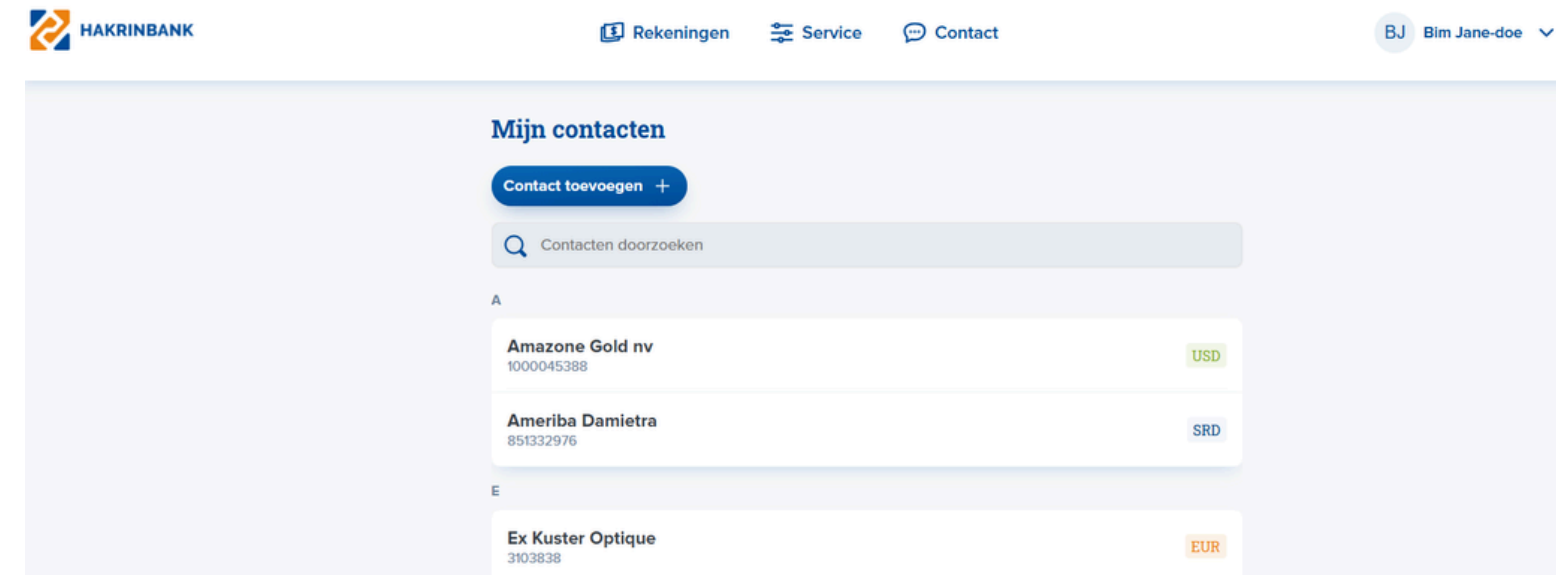 HAKRINBANK
Rekeningen
Service
Contact
BJ
Bim Jane-doe
Mijn contacten
Contact toevoegen +
Contacten doorzoeken
A
Amazone Gold nv
1000045388
USD
Ameriba Damietra
851332976
SRD
E
Ex Kuster Optique
3103838
EUR